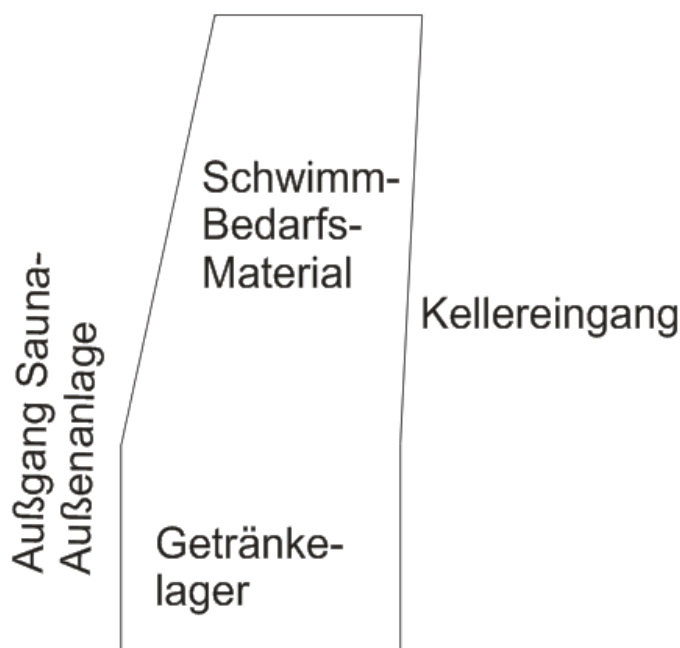 Schwimm-
Bedarfs-
Material
Kellereingang
Außgang Sauna-
Außenanlage
Getränke-
lager